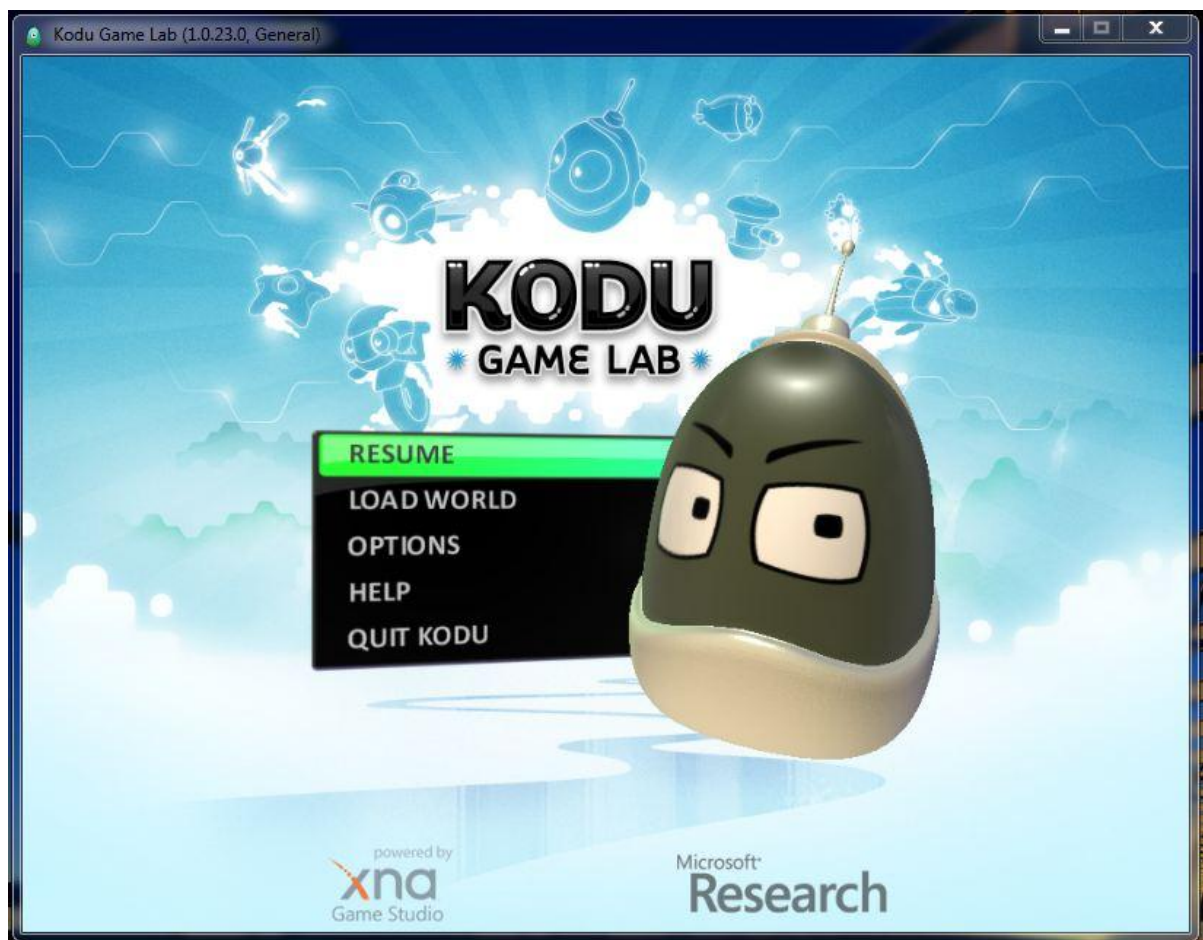 Kodu Game Lab (1.0.23.0, General)
KODU
GAME LAB
RESUME
LOAD WORLD
OPTIONS
HELP
QUIT KODU
powered by
xna
Game Studio
Microsoft
Research